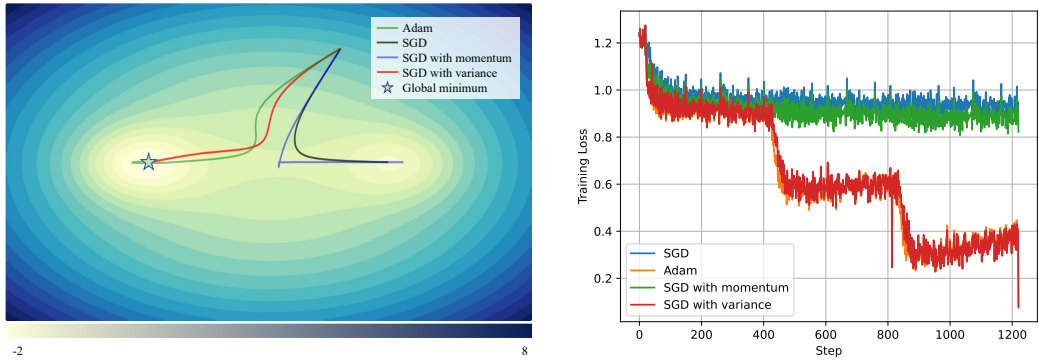 Adam
SGD
SGD with momentum
SGD with variance
Global minimum
-2
8
Training Loss
1.2
1.0
0.8
0.6
0.4
0.2
SGD
Adam
SGD with momentum
SGD with variance
0
200
400
600
800
1000
1200
Step